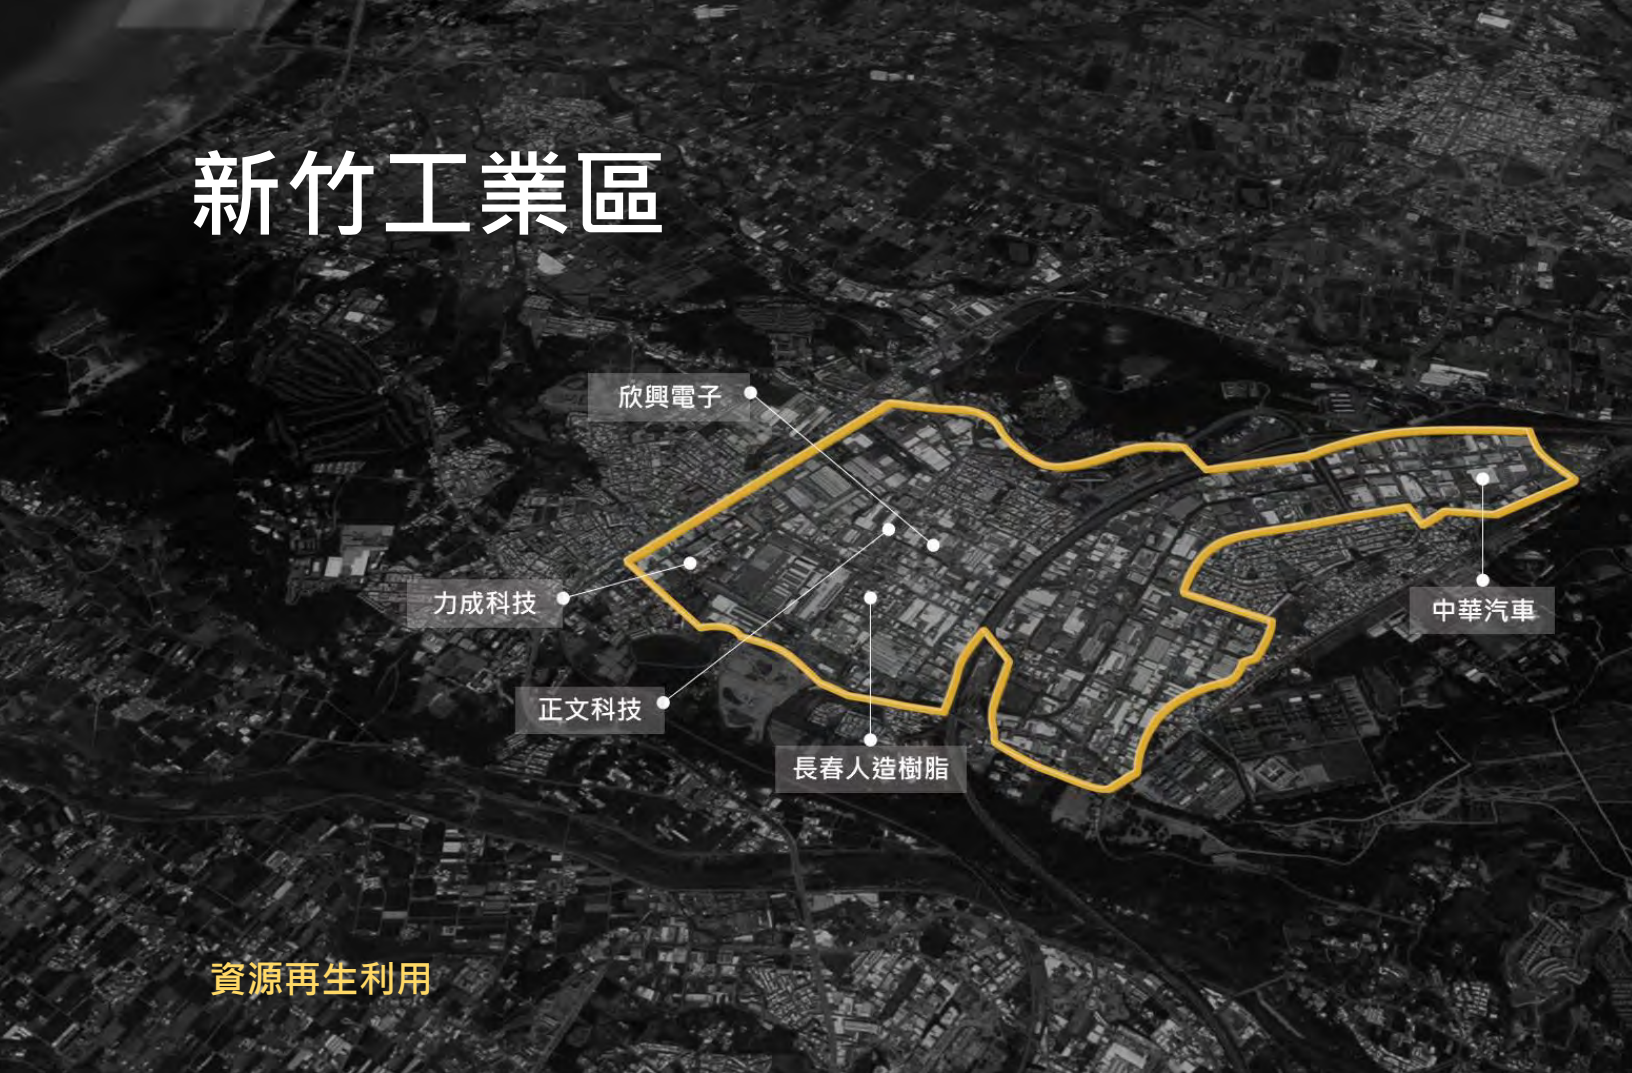 新竹工業區
欣興電子
力成科技
中華汽車
正文科技
長春人造樹脂
資源再生利用